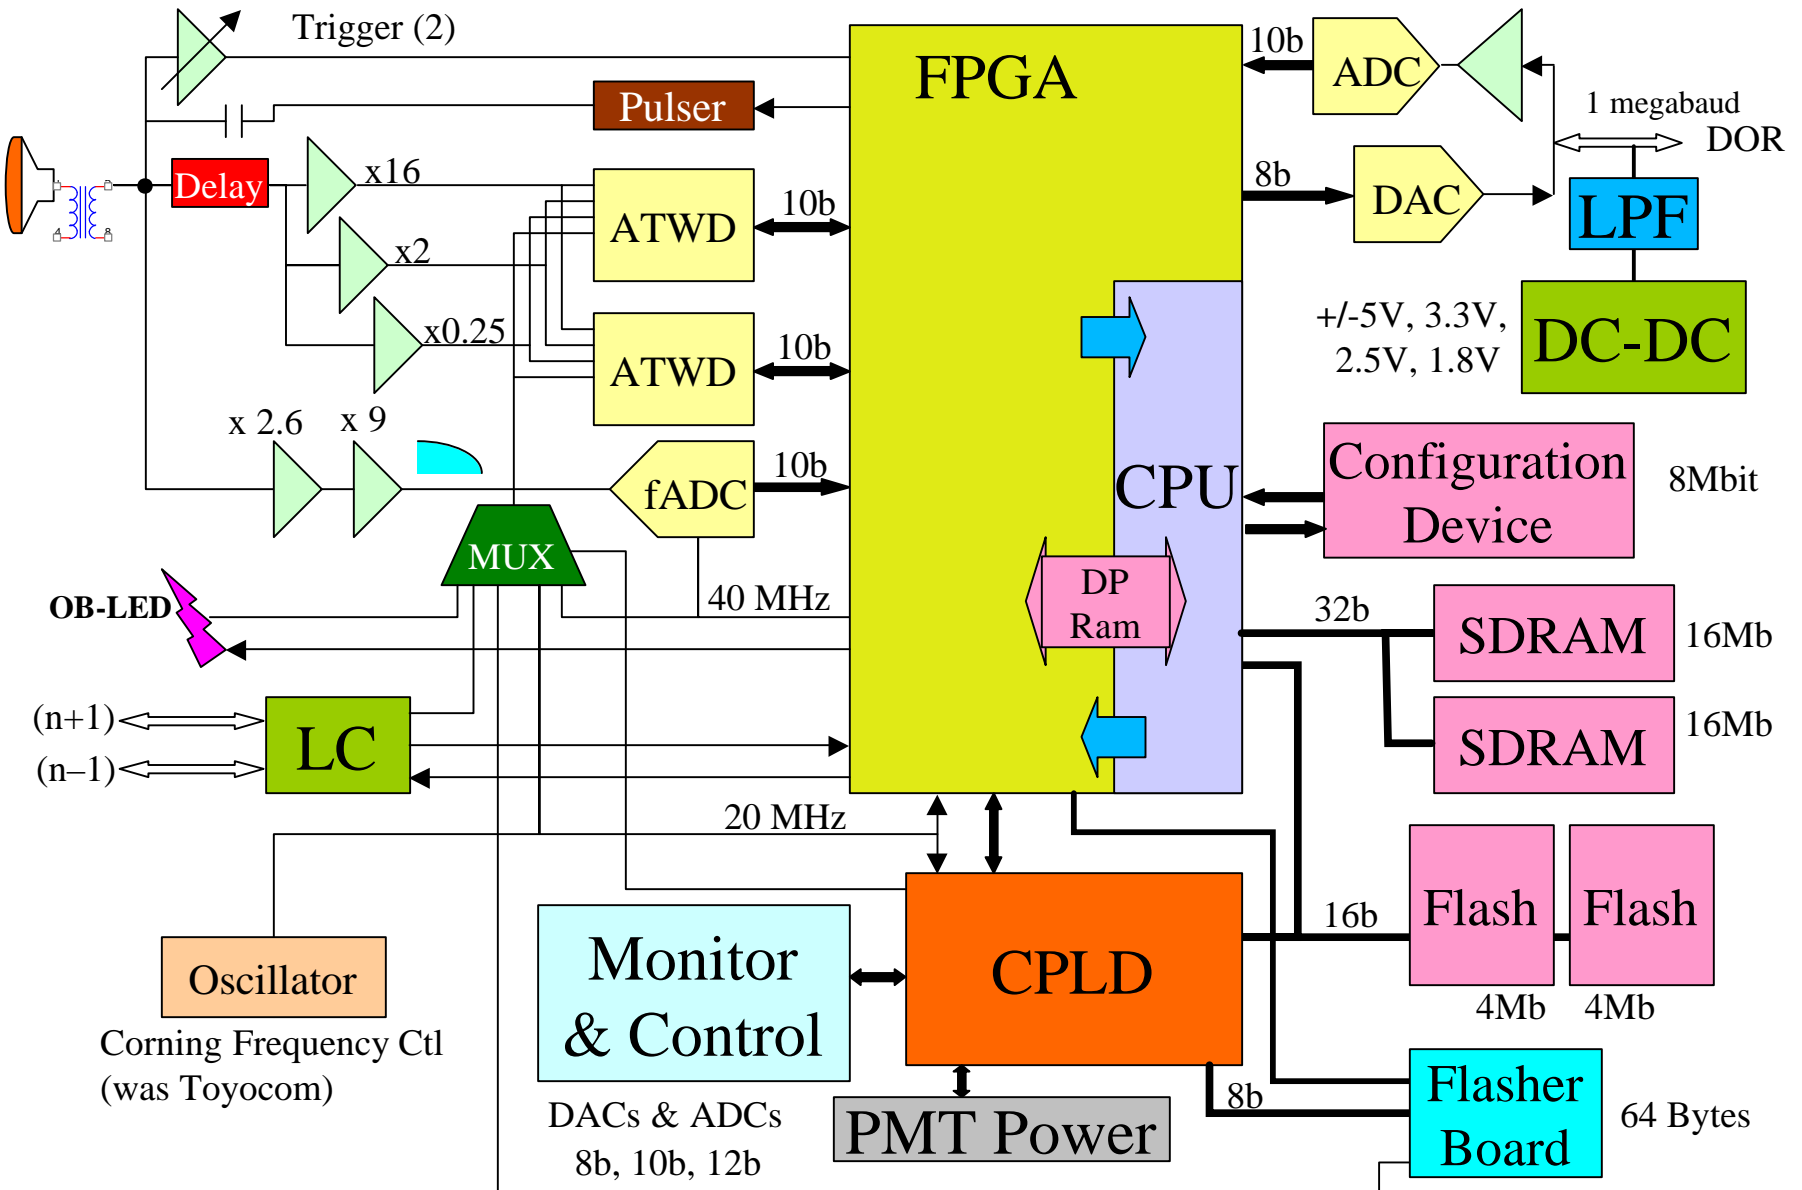 Trigger (2)
FPGA
10b
ADC
1 megabaud
DOR
Pulser
Delay
x16
ATWD
10b
8b
DAC
LPF
x2
x0.25
ATWD
10b
+/-5V, 3.3V,
2.5V, 1.8V
DC-DC
x 2.6
x 9
fADC
10b
CPU
Configuration
Device
8Mbit
MUX
OB-LED
40 MHz
DP
Ram
32b
SDRAM
16Mb
(n+1)
(n–1)
LC
SDRAM
16Mb
20 MHz
Oscillator
Corning Frequency Ctl
(was Toyocom)
Monitor
& Control
DACs & ADCs
8b, 10b, 12b
CPLD
16b
Flash
Flash
4Mb
4Mb
PMT Power
8b
Flasher
Board
64 Bytes